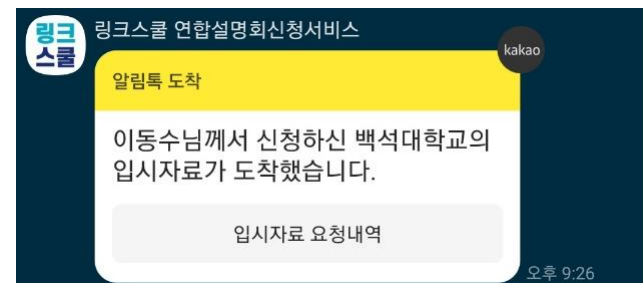 링크
스쿨
링크스쿨 연합설명회신청서비스
kakao
알림톡 도착
이동수님께서 신청하신 백석대학교의
입시자료가 도착했습니다.
입시자료 요청내역
오후 9:26